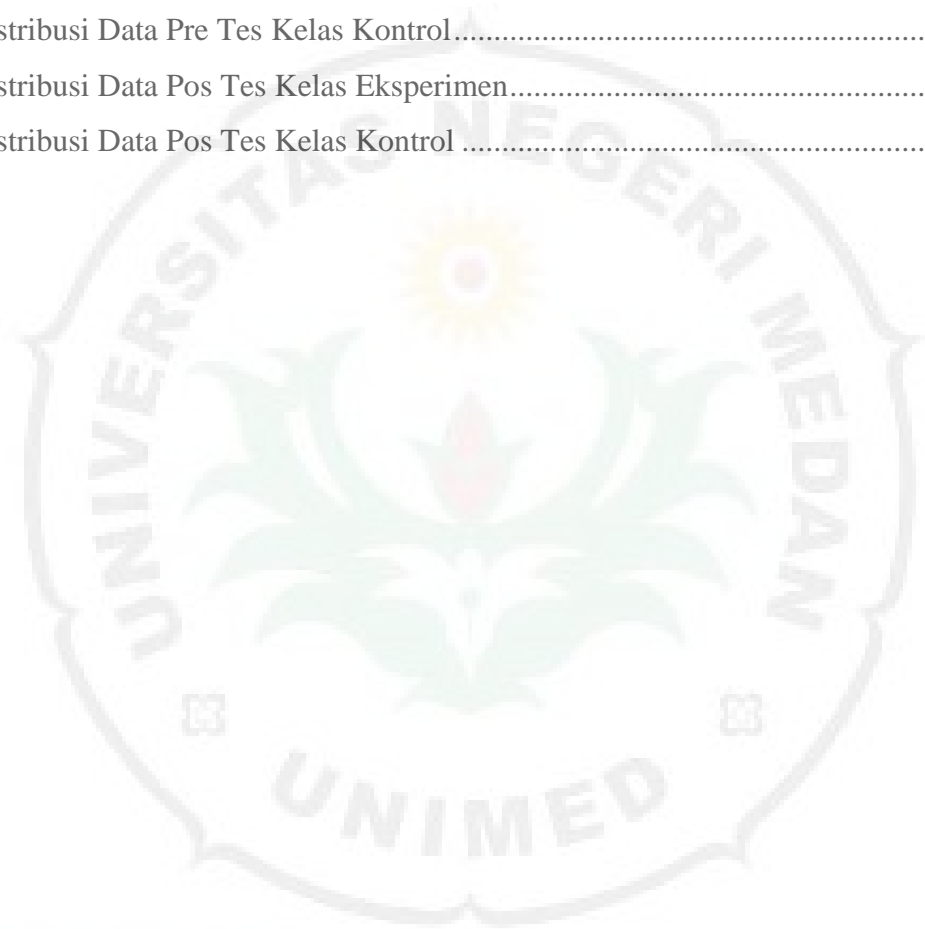 stribusi Data Pre Tes Kelas Kontrol..........................................................
stribusi Data Pos Tes Kelas Eksperimen...................................................
stribusi Data Pos Tes Kelas Kontrol .........................................................
UNIVERSITAS NEGERI MEDAN
UNIMED